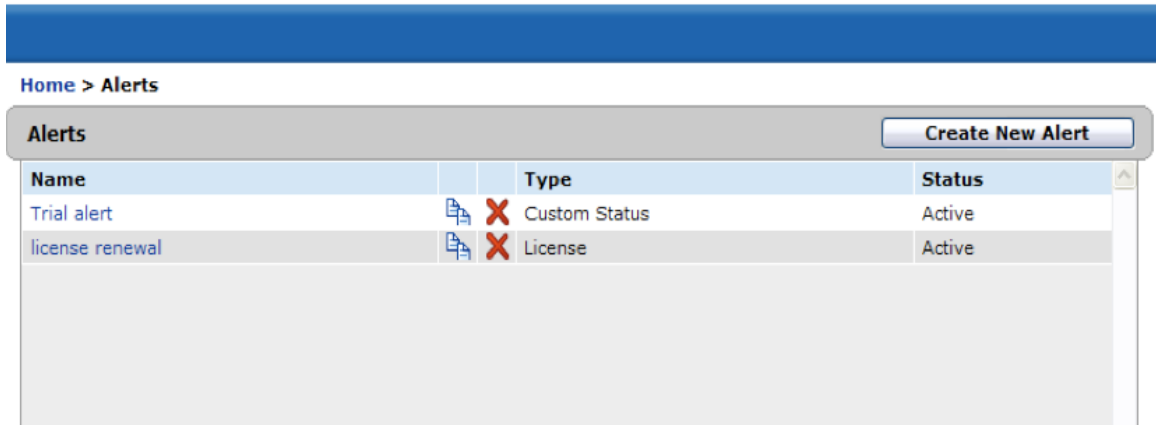 Home > Alerts
Alerts Create New Alert
Name Type Status
Trial alert Custom Status Active
license renewal License Active